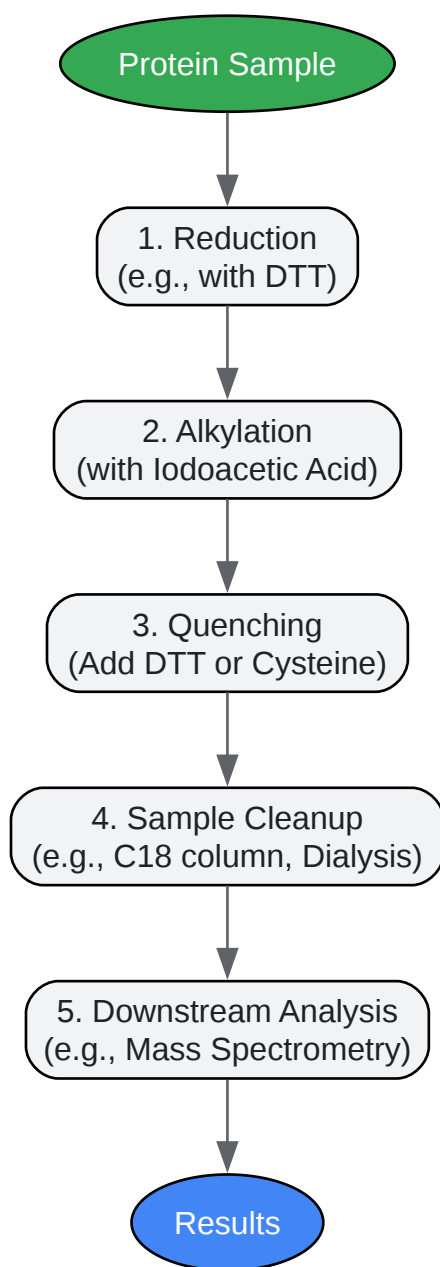 Protein Sample
1. Reduction
(e.g., with DTT)
2. Alkylation
(with Iodoacetic Acid)
3. Quenching
(Add DTT or Cysteine)
4. Sample Cleanup
(e.g., C18 column, Dialysis)
5. Downstream Analysis
(e.g., Mass Spectrometry)
Results